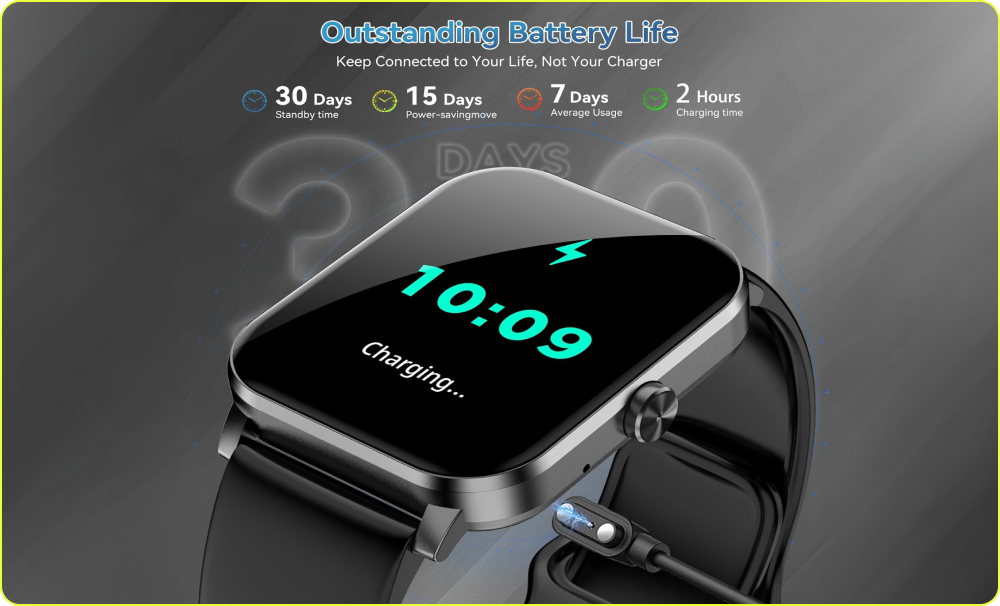 Outstanding Battery Life
Keep Connected to Your Life, Not Your Charger
30 Days
Standby time
15 Days
Power-savingmove
7 Days
Average Usage
2 Hours
Charging time
30
DAYS
10:09
Charging...